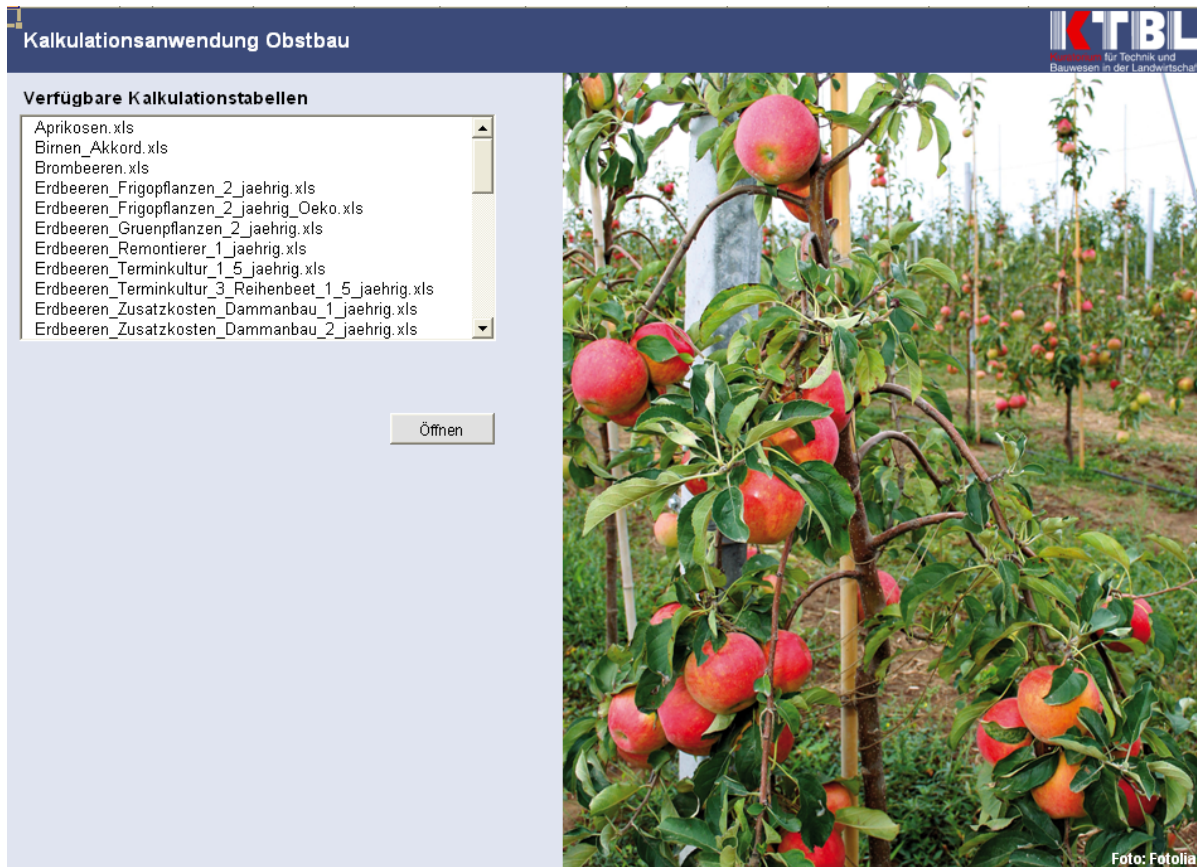 Kalkulationsanwendung Obstbau
KTBL
Kuratorium für Technik und
Bauwesen in der Landwirtschaft
Verfügbare Kalkulationstabellen
Aprikosen.xls
Birnen_Akkord.xls
Brombeeren.xls
Erdbeeren_Frigopflanzen_2_jaehrig.xls
Erdbeeren_Frigopflanzen_2_jaehrig_Oeko.xls
Erdbeeren_Gruenpflanzen_2_jaehrig.xls
Erdbeeren_Remontierer_1_jaehrig.xls
Erdbeeren_Terminkultur_1_5_jaehrig.xls
Erdbeeren_Terminkultur_3_Reihenbeet_1_5_jaehrig.xls
Erdbeeren_Zusatzkosten_Dammanbau_1_jaehrig.xls
Erdbeeren_Zusatzkosten_Dammanbau_2_jaehrig.xls
Öffnen
Foto: Fotolia